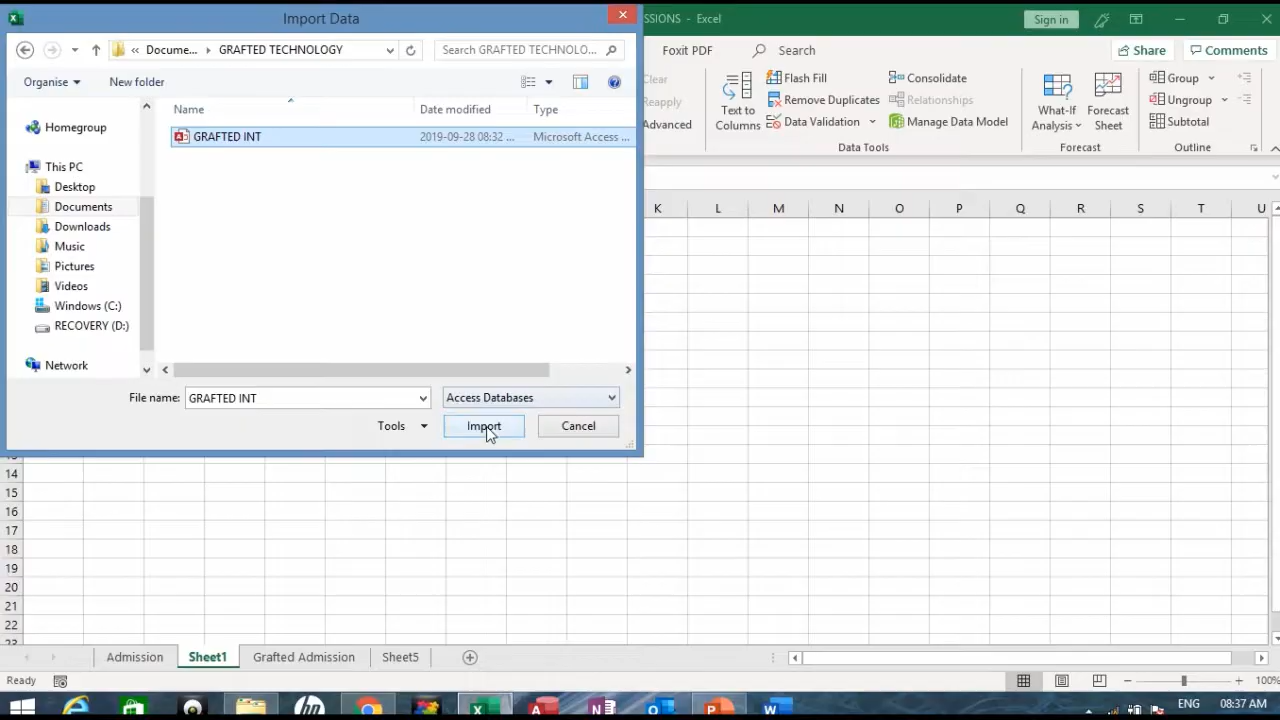 Import Data
SSIONS - Excel
Sign in
« Docume... GRAFTED TECHNOLOGY
Search GRAFTED TECHNOLO...
Foxit PDF
Search
Share
Comments
Organise
New folder
Clear
Reapply
Advanced
Text to
Columns
Flash Fill
Remove Duplicates
Data Validation
Consolidate
Relationships
Manage Data Model
Data Tools
What-If
Analysis
Forecast
Sheet
Forecast
Group
Ungroup
Subtotal
Outline
Name
Date modified
Type
GRAFTED INT
2019-09-28 08:32 ...
Microsoft Access ...
Homegroup
This PC
Desktop
Documents
Downloads
Music
Pictures
Videos
Windows (C:)
RECOVERY (D:)
Network
File name:
GRAFTED INT
Access Databases
Tools
Import
Cancel
K L M N O P Q R S T U
14
15
16
17
18
19
20
21
22
23
Admission
Sheet1
Grafted Admission
Sheet5
Ready
100%
ENG
08:37 AM